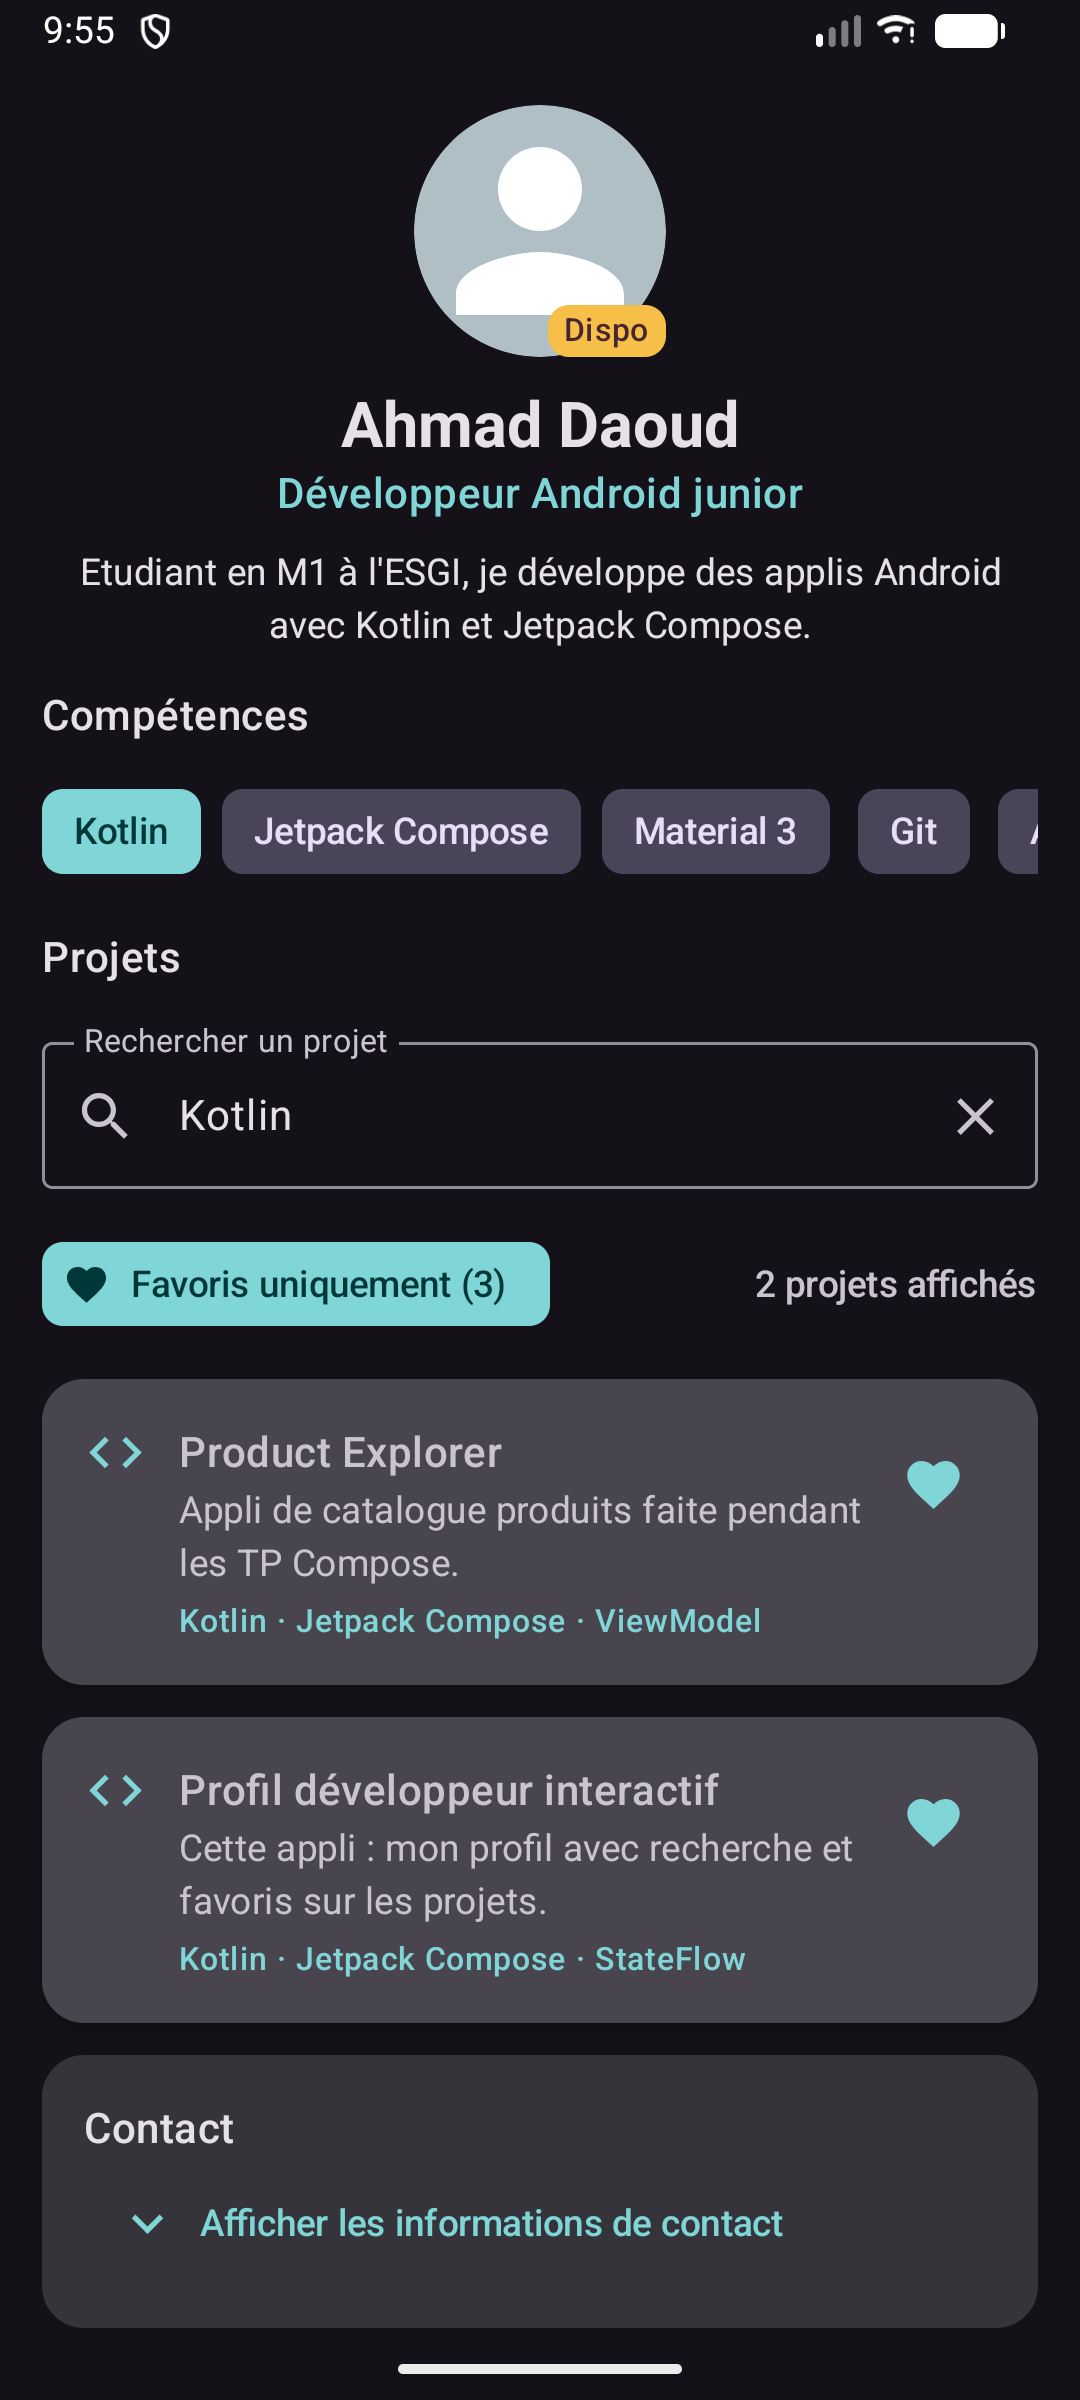 9:55
Dispo
Ahmad Daoud
Développeur Android junior
Etudiant en M1 à l'ESGI, je développe des applis Android
avec Kotlin et Jetpack Compose.
Compétences
Kotlin
Jetpack Compose
Material 3
Git
Projets
Rechercher un projet
Kotlin
Favoris uniquement (3)
2 projets affichés
Product Explorer
Appli de catalogue produits faite pendant
les TP Compose.
Kotlin · Jetpack Compose · ViewModel
Profil développeur interactif
Cette appli : mon profil avec recherche et
favoris sur les projets.
Kotlin · Jetpack Compose · StateFlow
Contact
Afficher les informations de contact